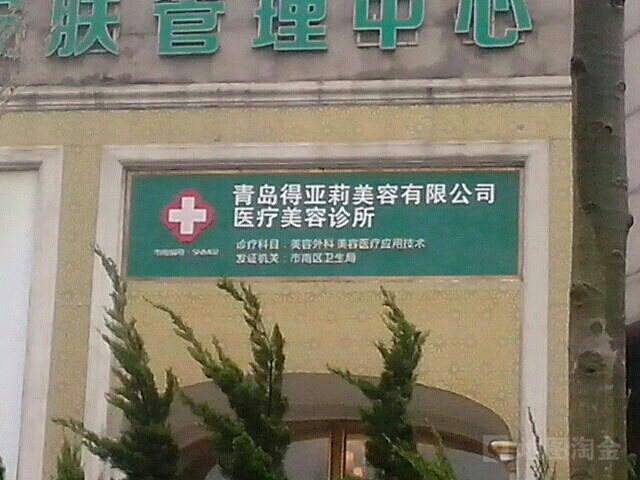 肤管理中心
青岛得亚莉美容有限公司
医疗美容诊所
诊疗科目：美容外科 美容医疗应用技术
发证机关：市南区卫生局